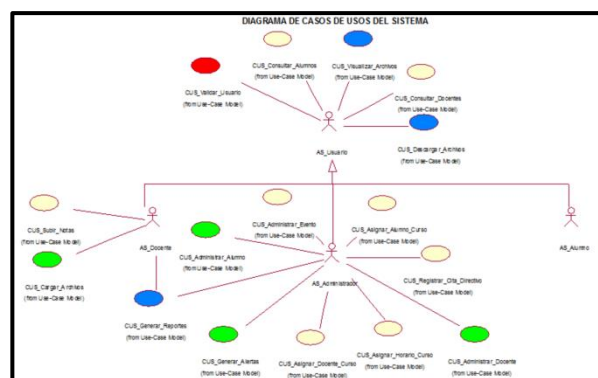 DIAGRAMA DE CASOS DE USOS DEL SISTEMA
CUS_Consultar_Alumnos
(from Use-Case Model)
CUS_Visualizar_Archivos
(from Use-Case Model)
CUS_Validar_Usuario
(from Use-Case Model)
CUS_Consultar_Docentes
(from Use-Case Model)
AS_Usuario
CUS_Descargar_Archivos
(from Use-Case Model)
CUS_Subir_Notas
(from Use-Case Model)
AS_Docente
CUS_Administrar_Evento
(from Use-Case Model)
CUS_Asignar_Alumno_Curso
(from Use-Case Model)
AS_Alumno
CUS_Administrar_Alumno
(from Use-Case Model)
CUS_Cargar_Archivos
(from Use-Case Model)
AS_Administrador
CUS_Registrar_Cita_Directivo
(from Use-Case Model)
CUS_Generar_Reportes
(from Use-Case Model)
CUS_Generar_Alertas
(from Use-Case Model)
CUS_Asignar_Docente_Curso
(from Use-Case Model)
CUS_Asignar_Horario_Curso
(from Use-Case Model)
CUS_Administrar_Docente
(from Use-Case Model)